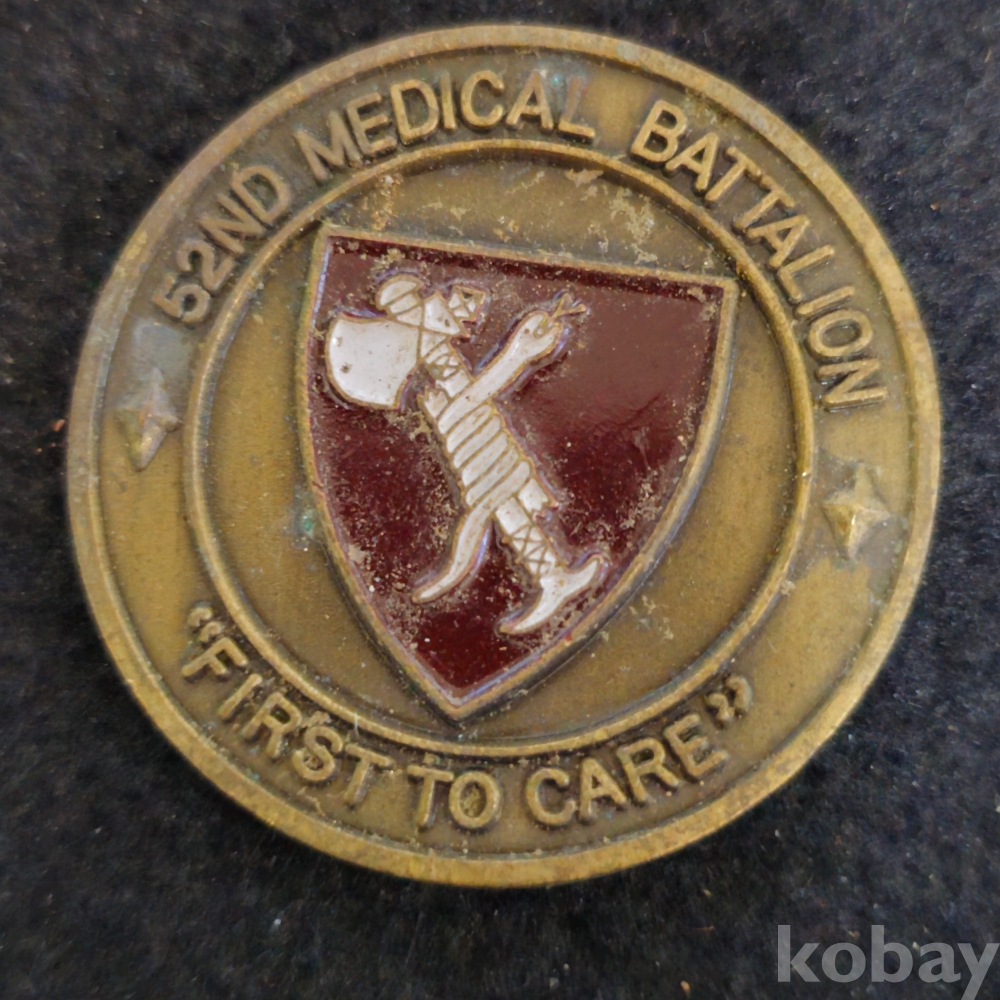 52ND MEDICAL BATTALION
“FIRST TO CARE”
kobay